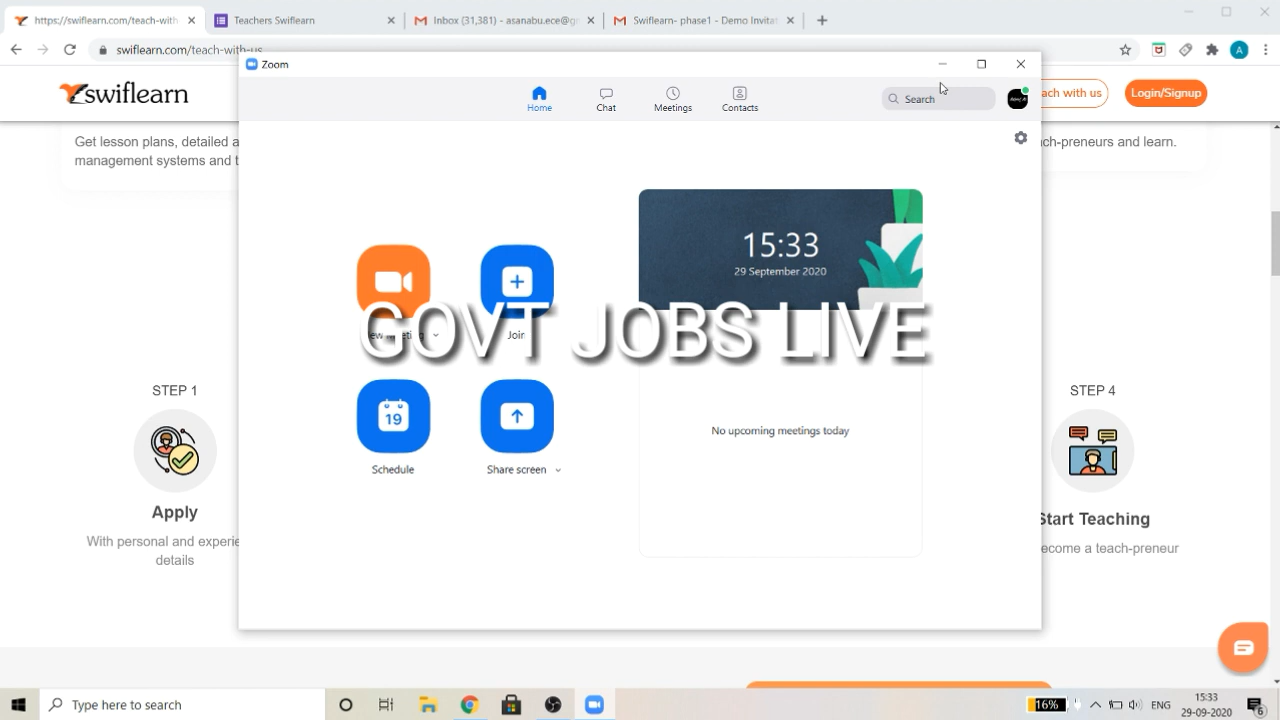 https://swiflearn.com/teach-with
Teachers Swiflearn
Inbox (31,381) - asanabu.ece@g
Swiflearn- phase1 - Demo Invitat
swiflearn.com/teach-with-us
Zoom
swiflearn
Home
Chat
Meetings
Contacts
Search
ach with us
Login/Signup
Get lesson plans, detailed a
management systems and t
ch-preneurs and learn.
15:33
29 September 2020
GOVT JOBS LIVE
Join
STEP 1
STEP 4
19
No upcoming meetings today
Schedule
Share screen
Apply
Start Teaching
With personal and experie
details
ecome a teach-preneur
Type here to search
16%
ENG
15:33
29-09-2020
6